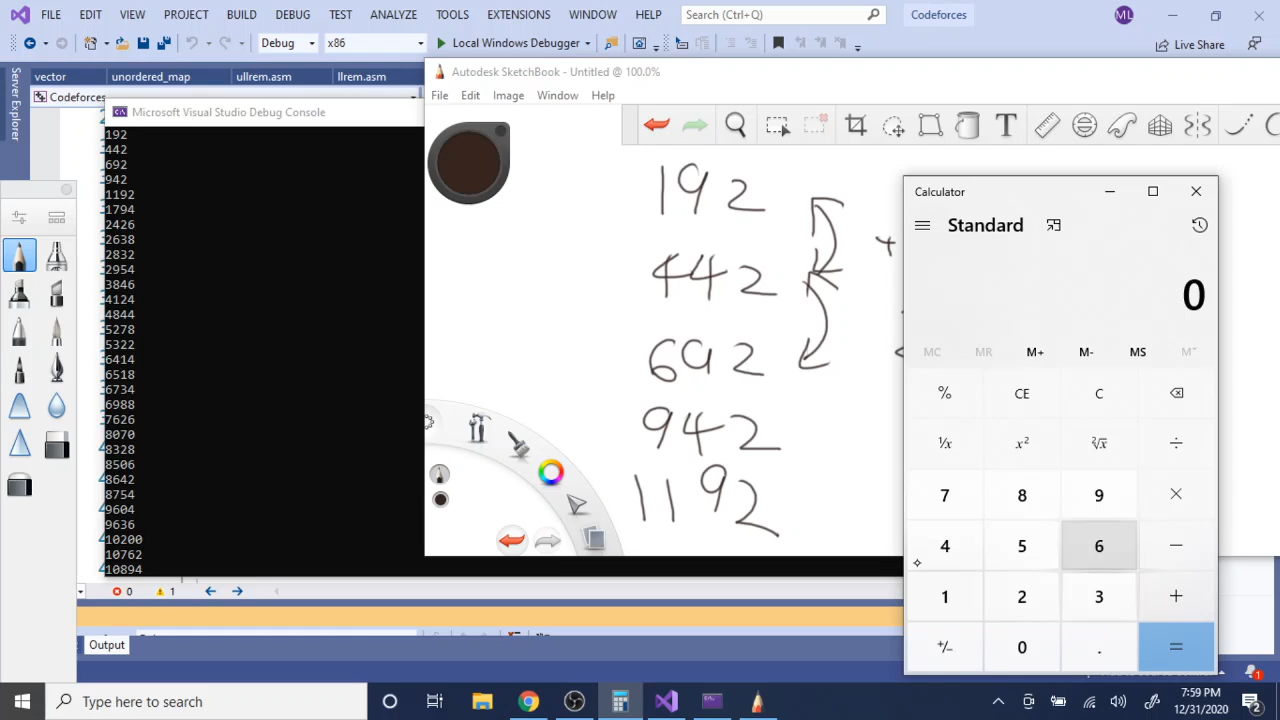 File Edit View Project Build Debug Test Analyze Tools Extensions Window Help Search (Ctrl+Q) Codeforces ML
Debug x86 Local Windows Debugger Live Share
vector unordered_map ullrem.asm llrem.asm
Codeforces
Server Explorer
Autodesk SketchBook - Untitled @ 100.0%
File Edit Image Window Help
Microsoft Visual Studio Debug Console
192
442
692
942
1192
1794
2426
2638
2832
2954
3846
4124
4844
5278
5322
6414
6518
6734
6988
7626
8070
8328
8506
8642
8754
9604
9636
10200
10762
10894
192
442
692
942
1192
+
Calculator
Standard
0
MC MR M+ M- MS M˅
% CE C
¹/x x² ²√x ÷
7 8 9 ×
4 5 6 −
1 2 3 +
+/− 0 . =
0 1
Output
1
Type here to search
7:59 PM
12/31/2020
2